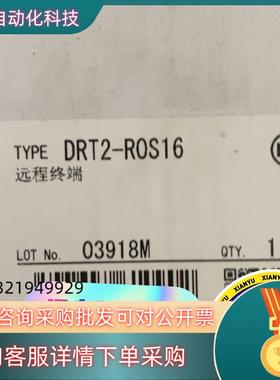 自动化科技
TYPE DRT2-ROS16
远程终端
LOT No. 03918M QTY. 1
321949929
XIANYU
咨询采购批发可对公开票
客服详情下单采购